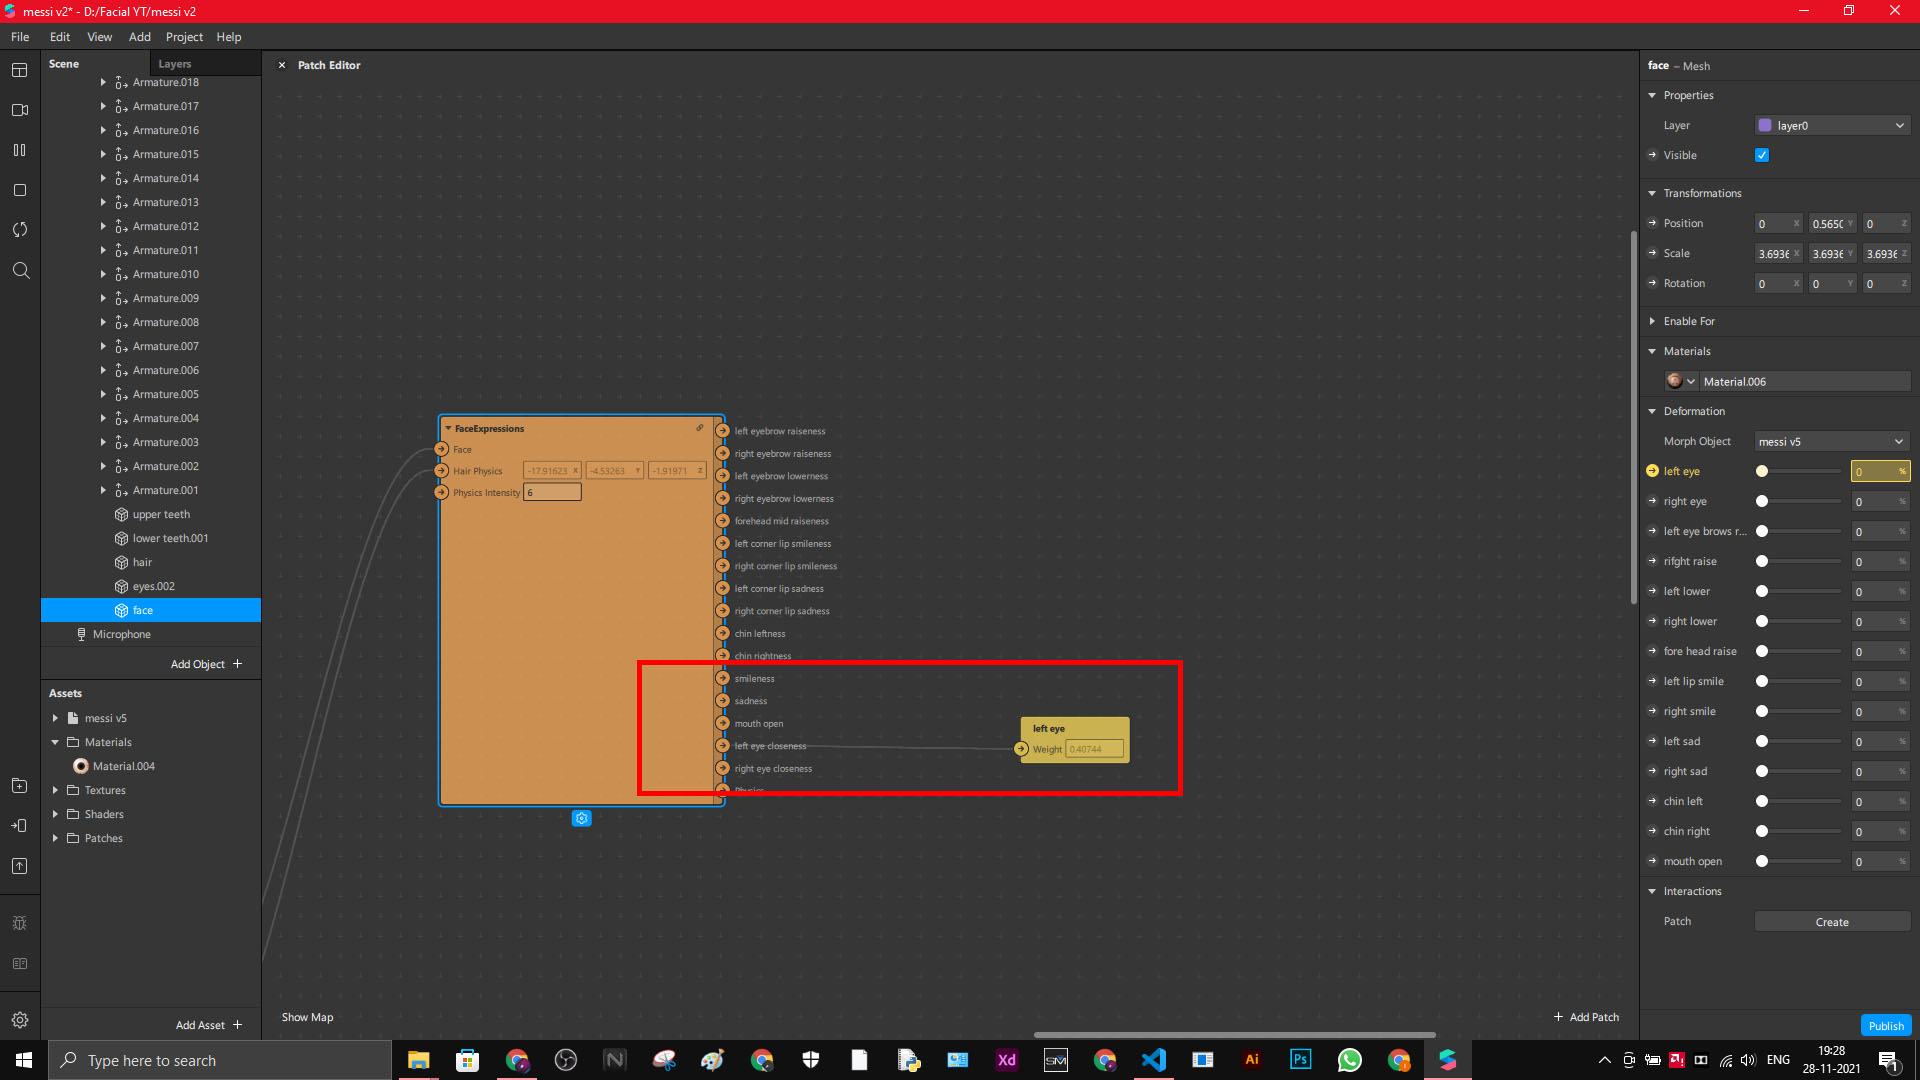 messi v2* - D:/Facial YT/messi v2
File Edit View Add Project Help
Scene Layers
Armature.018
Armature.017
Armature.016
Armature.015
Armature.014
Armature.013
Armature.012
Armature.011
Armature.010
Armature.009
Armature.008
Armature.007
Armature.006
Armature.005
Armature.004
Armature.003
Armature.002
Armature.001
upper teeth
lower teeth.001
hair
eyes.002
face
Microphone
Add Object +
Assets
messi v5
Materials
Material.004
Textures
Shaders
Patches
Add Asset +
Patch Editor
FaceExpressions
Face
Hair Physics -17.91623 X -4.53263 Y -1.91971 Z
Physics Intensity 6
left eyebrow raiseness
right eyebrow raiseness
left eyebrow lowerness
right eyebrow lowerness
forehead mid raiseness
left corner lip smileness
right corner lip smileness
left corner lip sadness
right corner lip sadness
chin leftness
chin rightness
smileness
sadness
mouth open
left eye closeness
right eye closeness
Physics
left eye
Weight 0.40744
Show Map
+ Add Patch
face – Mesh
Properties
Layer layer0
Visible
Transformations
Position 0 X 0.565( Y 0 Z
Scale 3.6936 X 3.6936 Y 3.6936 Z
Rotation 0 X 0 Y 0 Z
Enable For
Materials
Material.006
Deformation
Morph Object messi v5
left eye 0 %
right eye 0 %
left eye brows r... 0 %
rifght raise 0 %
left lower 0 %
right lower 0 %
fore head raise 0 %
left lip smile 0 %
right smile 0 %
left sad 0 %
right sad 0 %
chin left 0 %
chin right 0 %
mouth open 0 %
Interactions
Patch Create
Publish
Type here to search
N
Xd
SM
Ai
Ps
ENG
19:28
28-11-2021
1